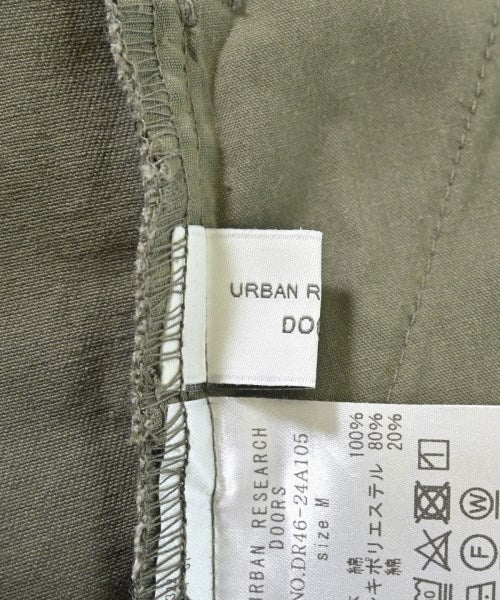 URBAN R
DOO
URBAN RESEARCH
DOORS
NO.DR46-24A105
size M
綿 100%
キポリエステル 80%
綿 20%
F
W